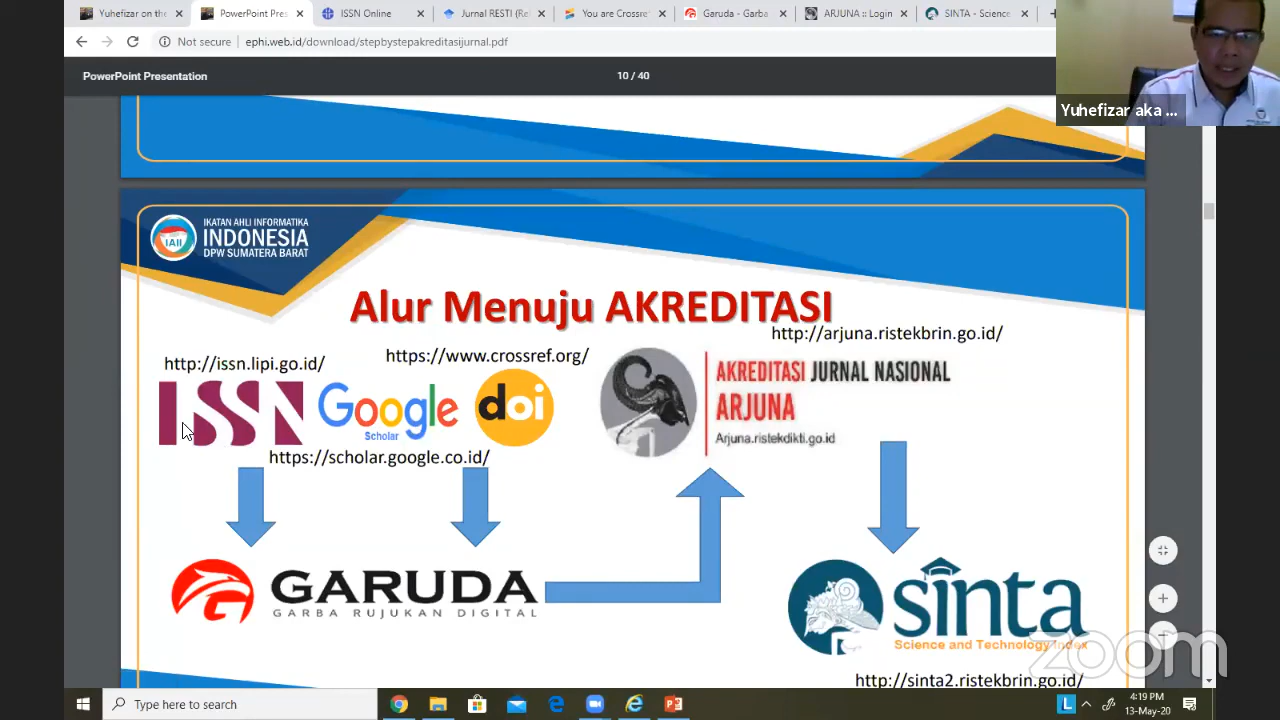 Yuhefizar on the
PowerPoint Pres
ISSN Online
Jurnal RESTI (Re
You are Crossre
Garuda - Garba
ARJUNA :: Login
SINTA - Science
Not secure
ephi.web.id/download/stepbystepakreditasijurnal.pdf
PowerPoint Presentation
10 / 40
Yuhefizar aka ...
IKATAN AHLI INFORMATIKA
IAII
INDONESIA
DPW SUMATERA BARAT
Alur Menuju AKREDITASI
http://arjuna.ristekbrin.go.id/
http://issn.lipi.go.id/
https://www.crossref.org/
ISSN
Google
Scholar
doi
AKREDITASI JURNAL NASIONAL
ARJUNA
Arjuna.ristekdikti.go.id
https://scholar.google.co.id/
GARUDA
GARBA RUJUKAN DIGITAL
sinta
Science and Technology Index
zoom
http://sinta2.ristekbrin.go.id/
Type here to search
4:19 PM
13-May-20